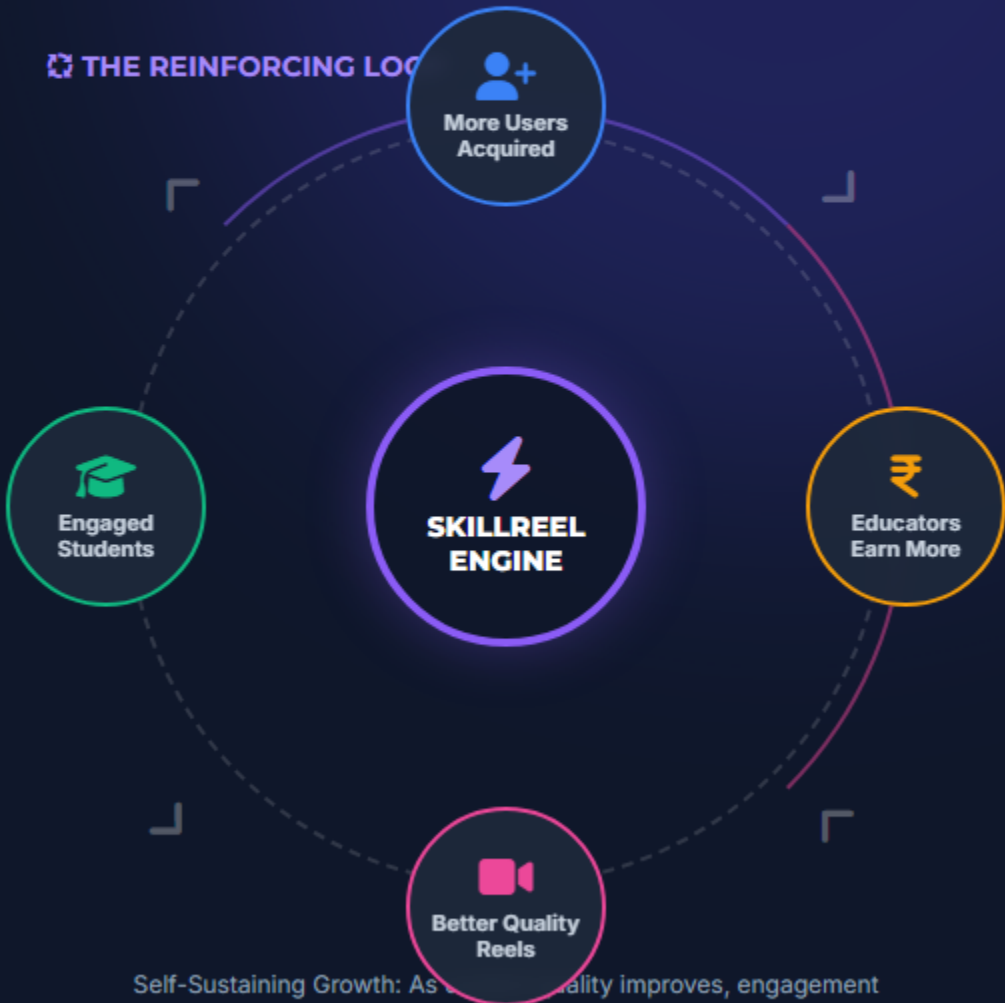 THE REINFORCING LOO
More Users
Acquired
Engaged
Students
SKILLREEL
ENGINE
Educators
Earn More
Better Quality
Reels
Self-Sustaining Growth: As improves, engagement